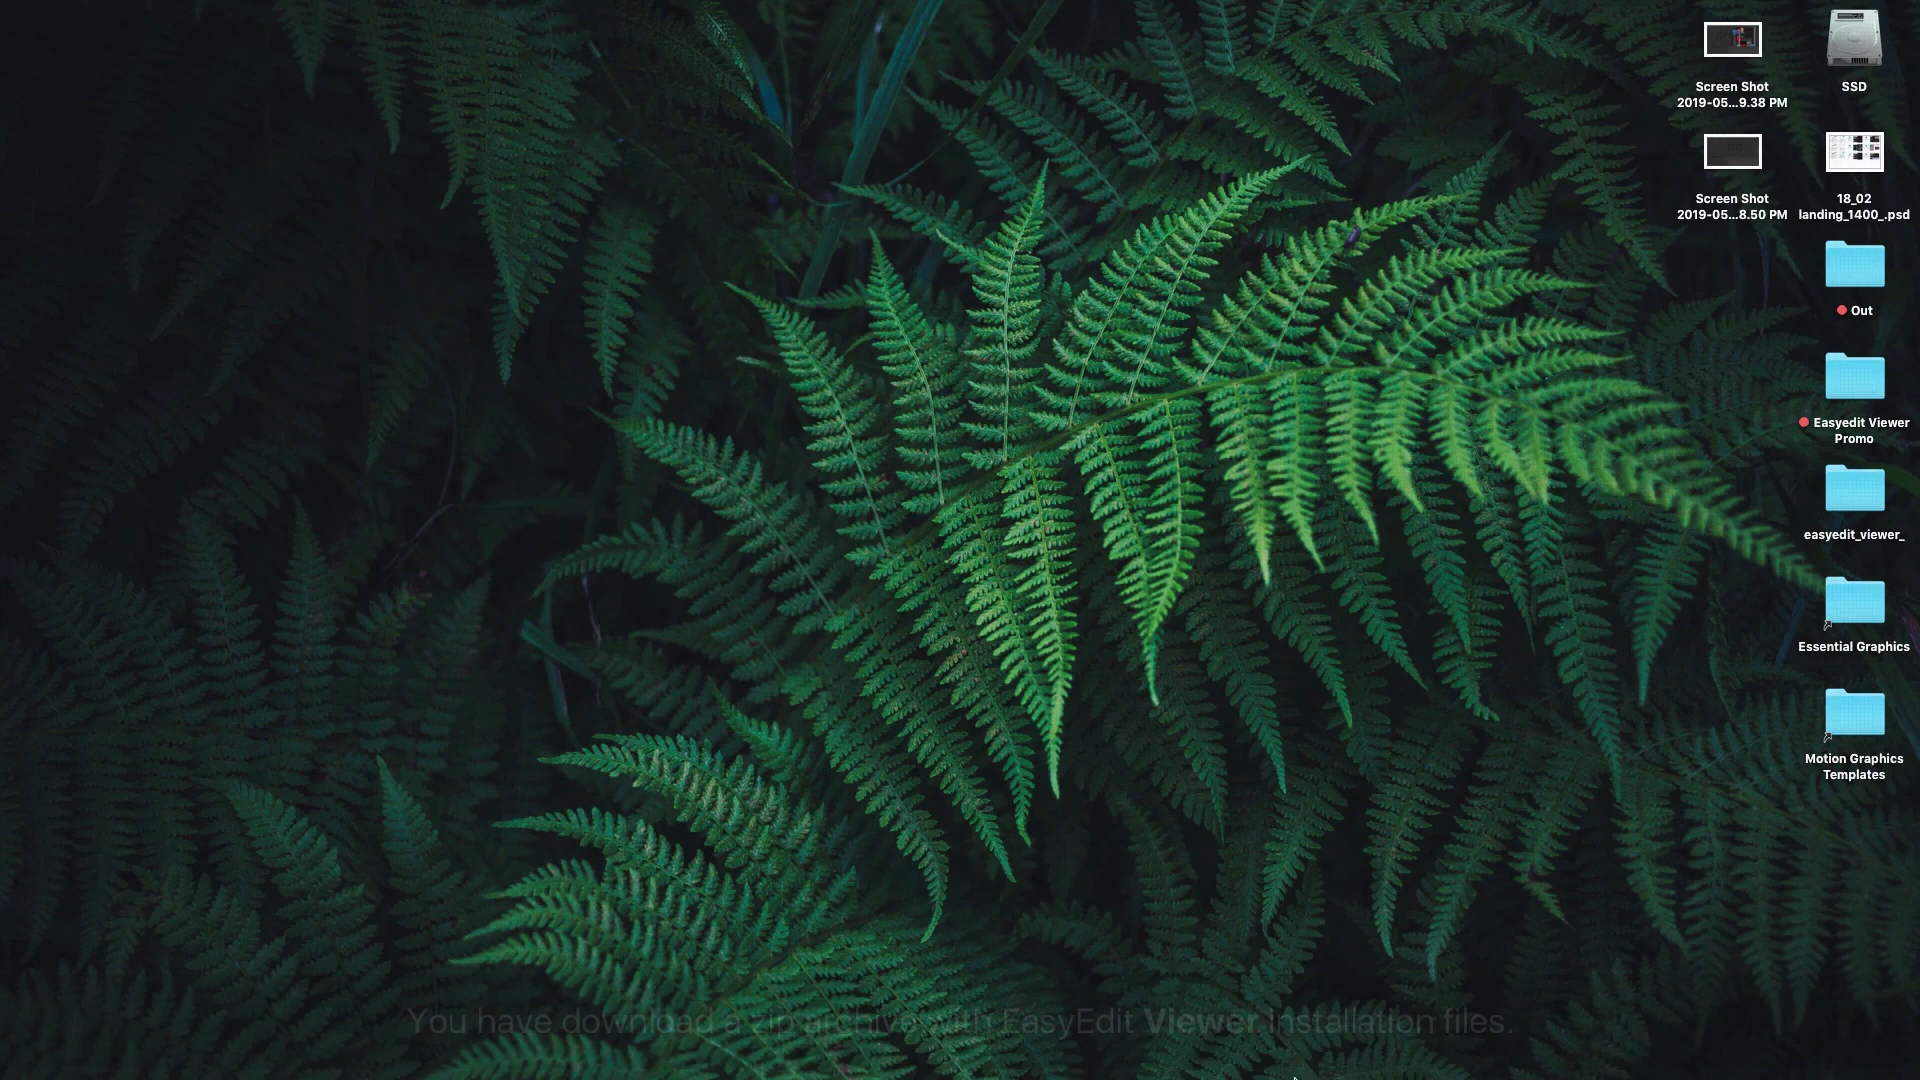 Screen Shot
2019-05...9.38 PM
SSD
Screen Shot
2019-05...8.50 PM
18_02
landing_1400_.psd
Out
Easyedit Viewer
Promo
easyedit_viewer_
Essential Graphics
Motion Graphics
Templates
You have download a zip archive with EasyEdit Viewer installation files.